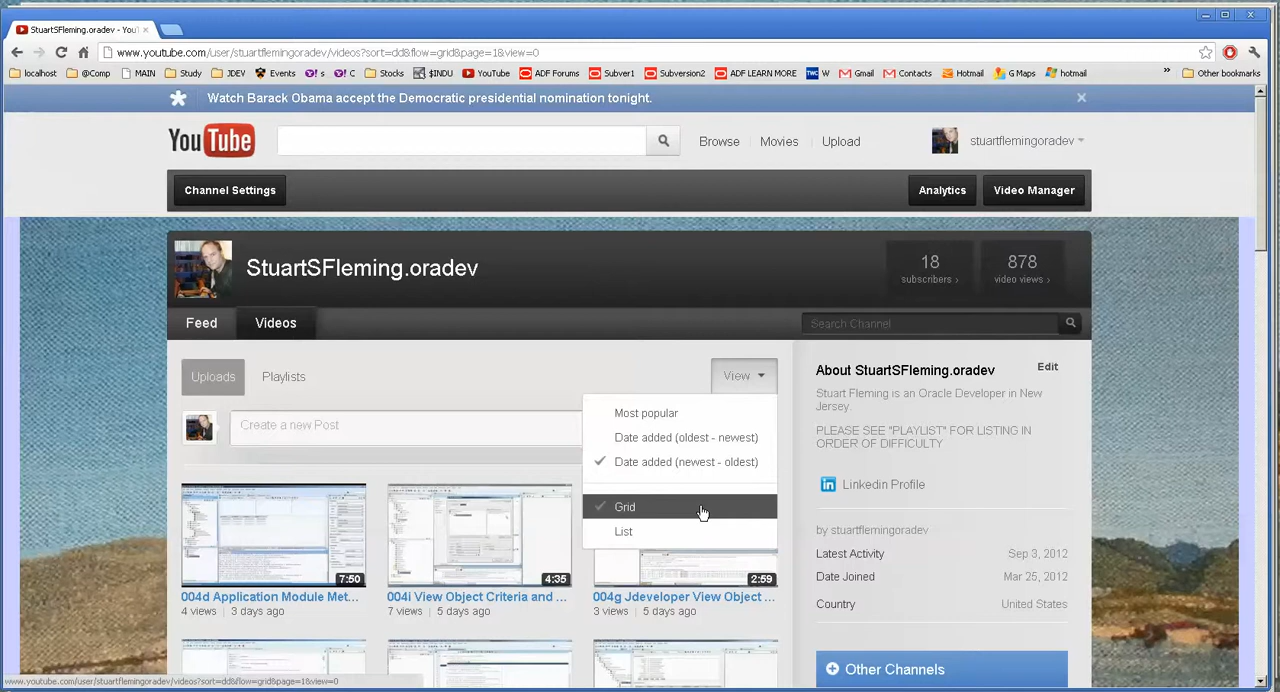 StuartSFleming.oradev - YouT
www.youtube.com/user/stuartflemingoradev/videos?sort=dd&flow=grid&page=1&view=0
localhost @Comp MAIN Study JDEV Events Y! s Y! C Stocks $INDU YouTube ADF Forums Subver1 Subversion2 ADF LEARN MORE W Gmail Contacts Hotmail G Maps hotmail » Other bookmarks
Watch Barack Obama accept the Democratic presidential nomination tonight.
YouTube Browse Movies Upload stuartflemingoradev
Channel Settings Analytics Video Manager
StuartSFleming.oradev
18 878
subscribers › video views ›
Feed Videos Search Channel
Uploads Playlists View
Create a new Post
Most popular
Date added (oldest - newest)
Date added (newest - oldest)
Grid
List
7:50 4:35 2:59
004d Application Module Met... 004i View Object Criteria and ... 004g Jdeveloper View Object ...
4 views 3 days ago 7 views 5 days ago 3 views 5 days ago
About StuartSFleming.oradev Edit
Stuart Fleming is an Oracle Developer in New
Jersey.
PLEASE SEE "PLAYLIST" FOR LISTING IN
ORDER OF DIFFICULTY
in Linkedin Profile
by stuartflemingoradev
Latest Activity Sep 3, 2012
Date Joined Mar 25, 2012
Country United States
Other Channels
www.youtube.com/user/stuartflemingoradev/videos?sort=dd&flow=grid&page=1&view=0